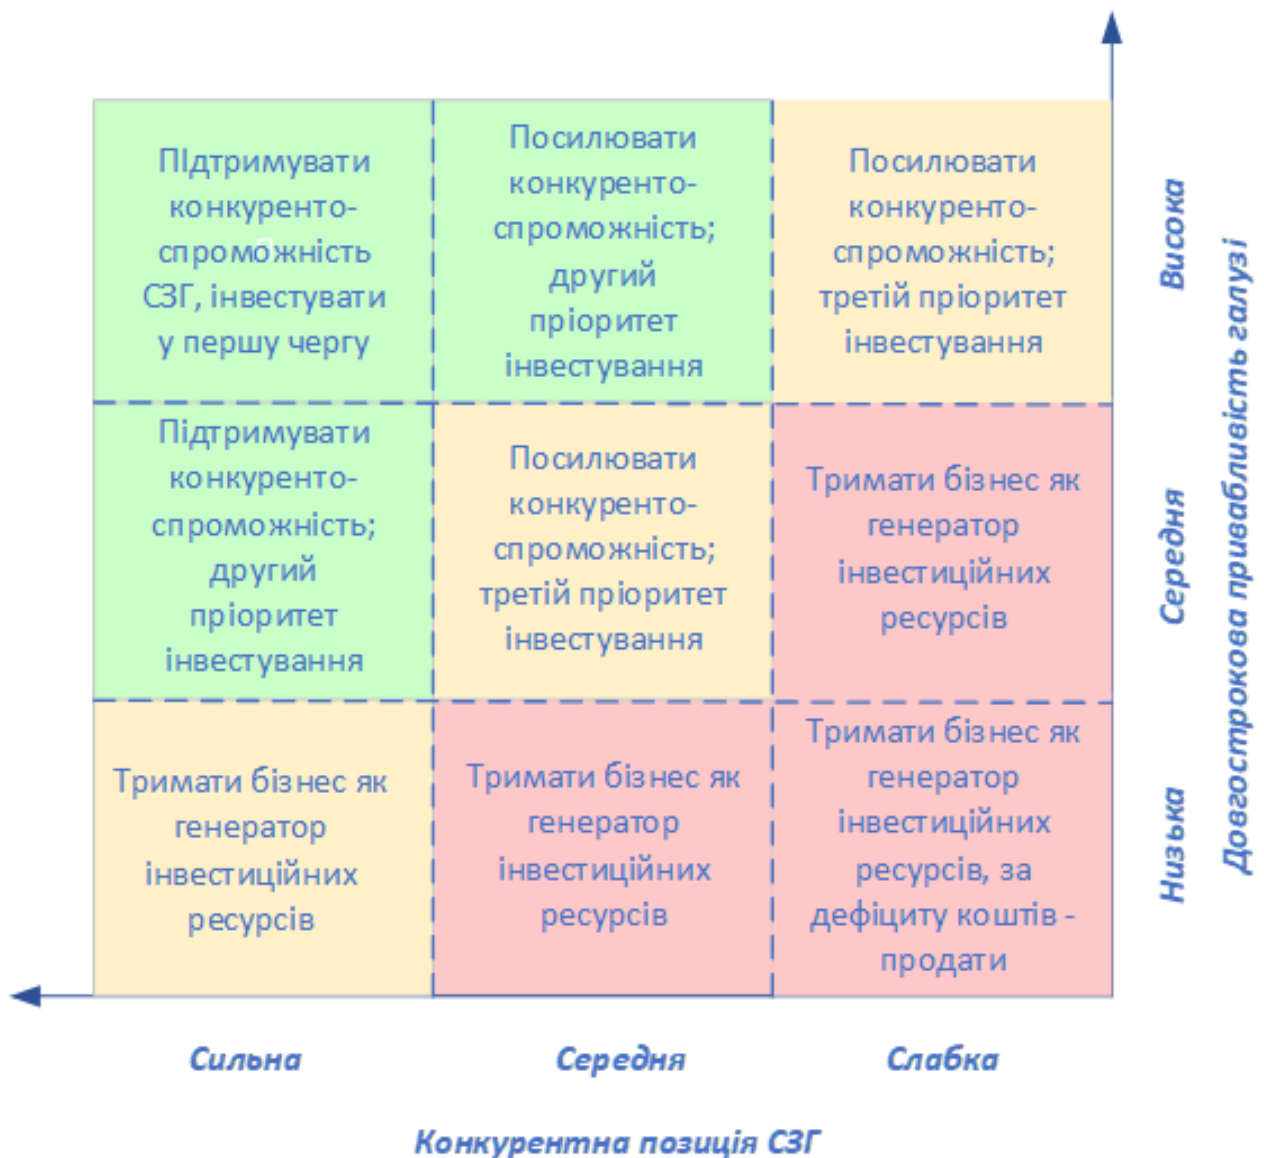 ПІдтримувати
конкуренто-
спроможність
СЗГ, інвестувати
у першу чергу
Посилювати
конкуренто-
спроможність;
другий
пріоритет
інвестування
Посилювати
конкуренто-
спроможність;
третій пріоритет
інвестування
Висока
Підтримувати
конкуренто-
спроможність;
другий
пріоритет
інвестування
Посилювати
конкуренто-
спроможність;
третій пріоритет
інвестування
Тримати бізнес як
генератор
інвестиційних
ресурсів
Середня
Тримати бізнес як
генератор
інвестиційних
ресурсів
Тримати бізнес як
генератор
інвестиційних
ресурсів
Тримати бізнес як
генератор
інвестиційних
ресурсів, за
дефіциту коштів -
продати
Низька
Довгострокова привабливість галузі
Сильна
Середня
Слабка
Конкурентна позиція СЗГ